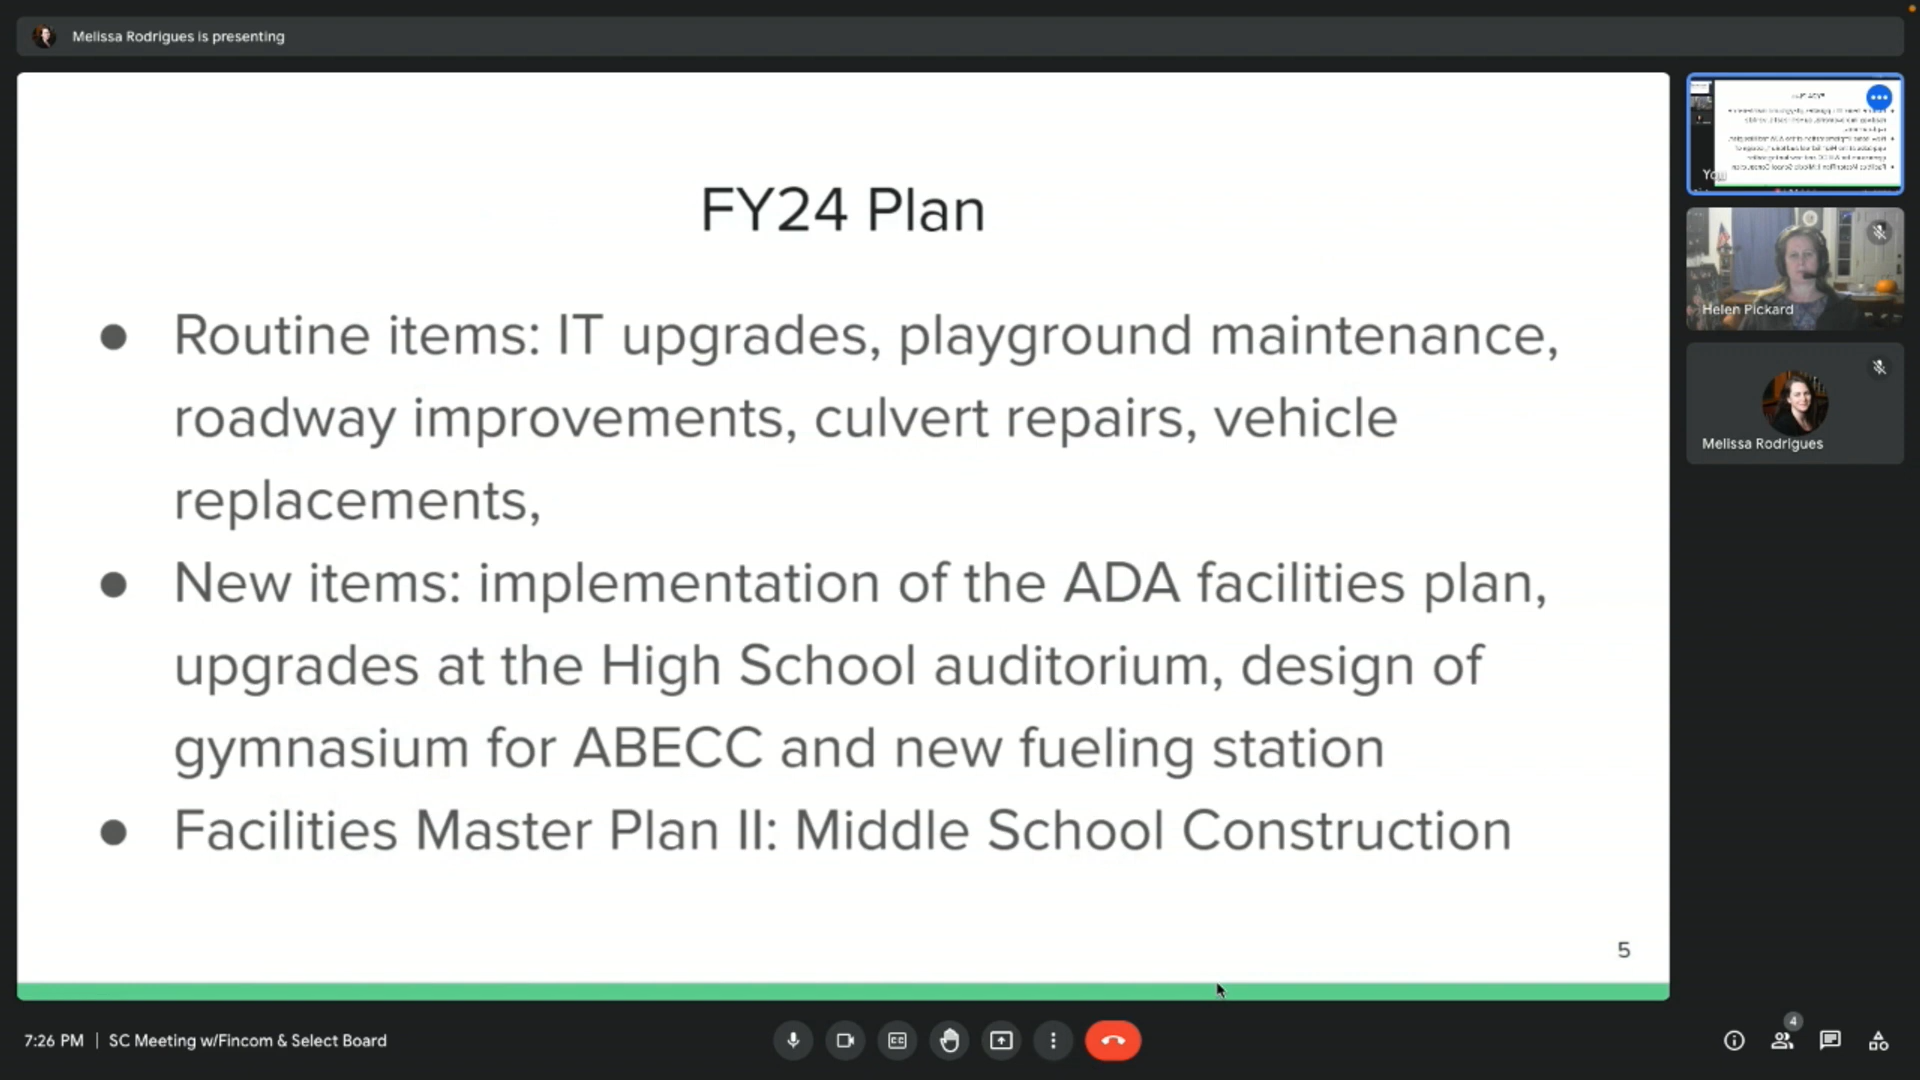 Melissa Rodrigues is presenting
FY24 Plan
● Routine items: IT upgrades, playground maintenance,
roadway improvements, culvert repairs, vehicle
replacements,
● New items: implementation of the ADA facilities plan,
upgrades at the High School auditorium, design of
gymnasium for ABECC and new fueling station
● Facilities Master Plan II: Middle School Construction
5
You
Helen Pickard
Melissa Rodrigues
7:26 PM | SC Meeting w/Fincom & Select Board
CC
4